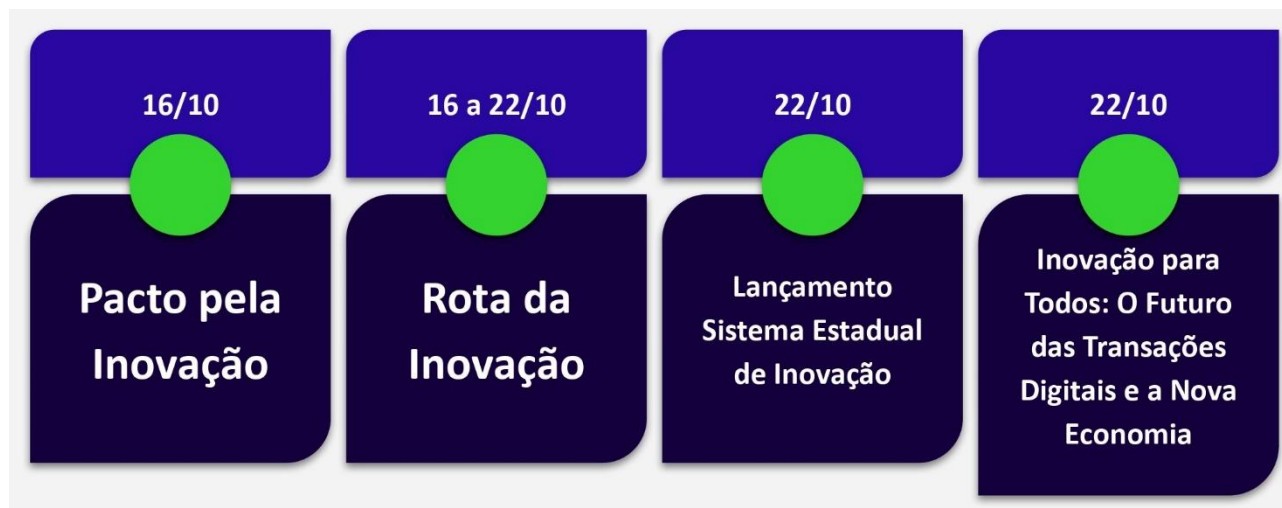 16/10
Pacto pela
Inovação
16 a 22/10
Rota da
Inovação
22/10
Lançamento
Sistema Estadual
de Inovação
22/10
Inovação para
Todos: O Futuro
das Transações
Digitais e a Nova
Economia